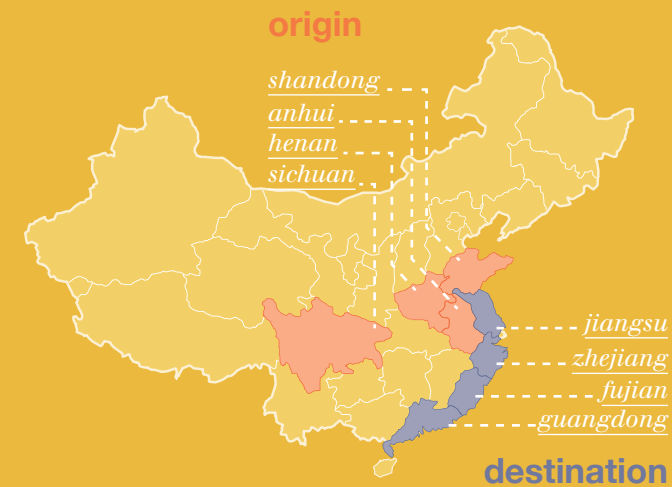 origin
shandong
anhui
henan
sichuan
jiangsu
zhejiang
fujian
guangdong
destination